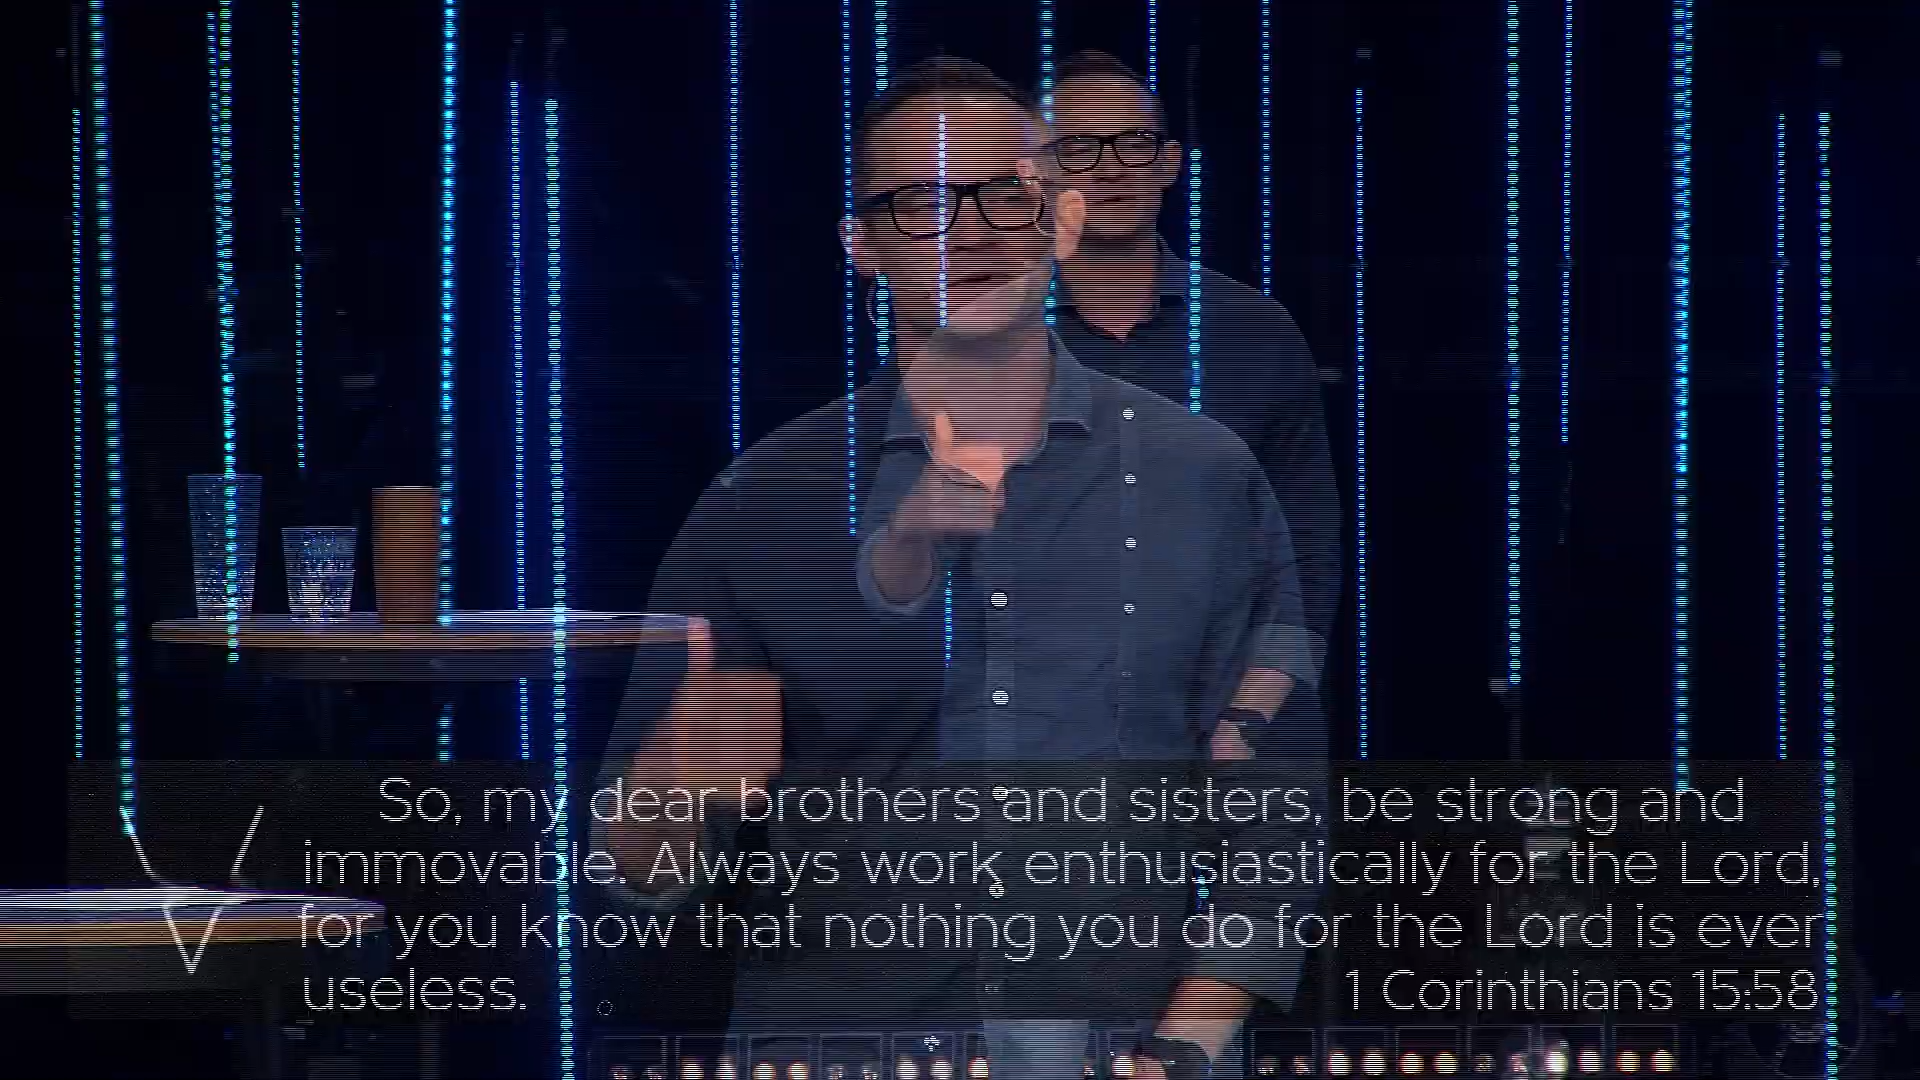 So, my dear brothers and sisters, be strong and
immovable. Always work enthusiastically for the Lord,
for you know that nothing you do for the Lord is ever
useless.
1 Corinthians 15:58